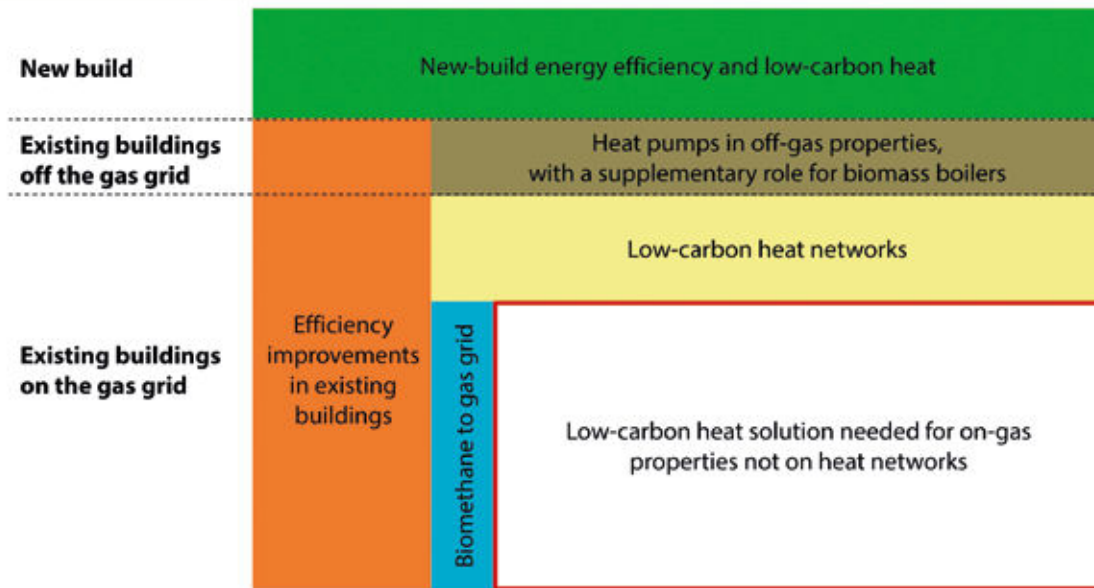 New build
New-build energy efficiency and low-carbon heat
Existing buildings
off the gas grid
Heat pumps in off-gas properties,
with a supplementary role for biomass boilers
Low-carbon heat networks
Existing buildings
on the gas grid
Efficiency
improvements
in existing
buildings
Biomethane to gas grid
Low-carbon heat solution needed for on-gas
properties not on heat networks